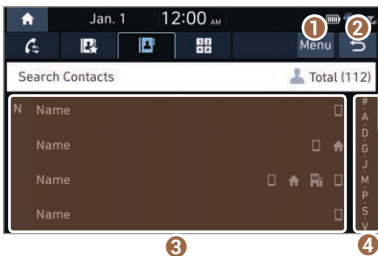 Jan. 1 12:00 AM
1 2
Menu
Search Contacts Total (112)
N Name
Name
Name
Name
#
A
D
G
J
M
P
S
V
3 4